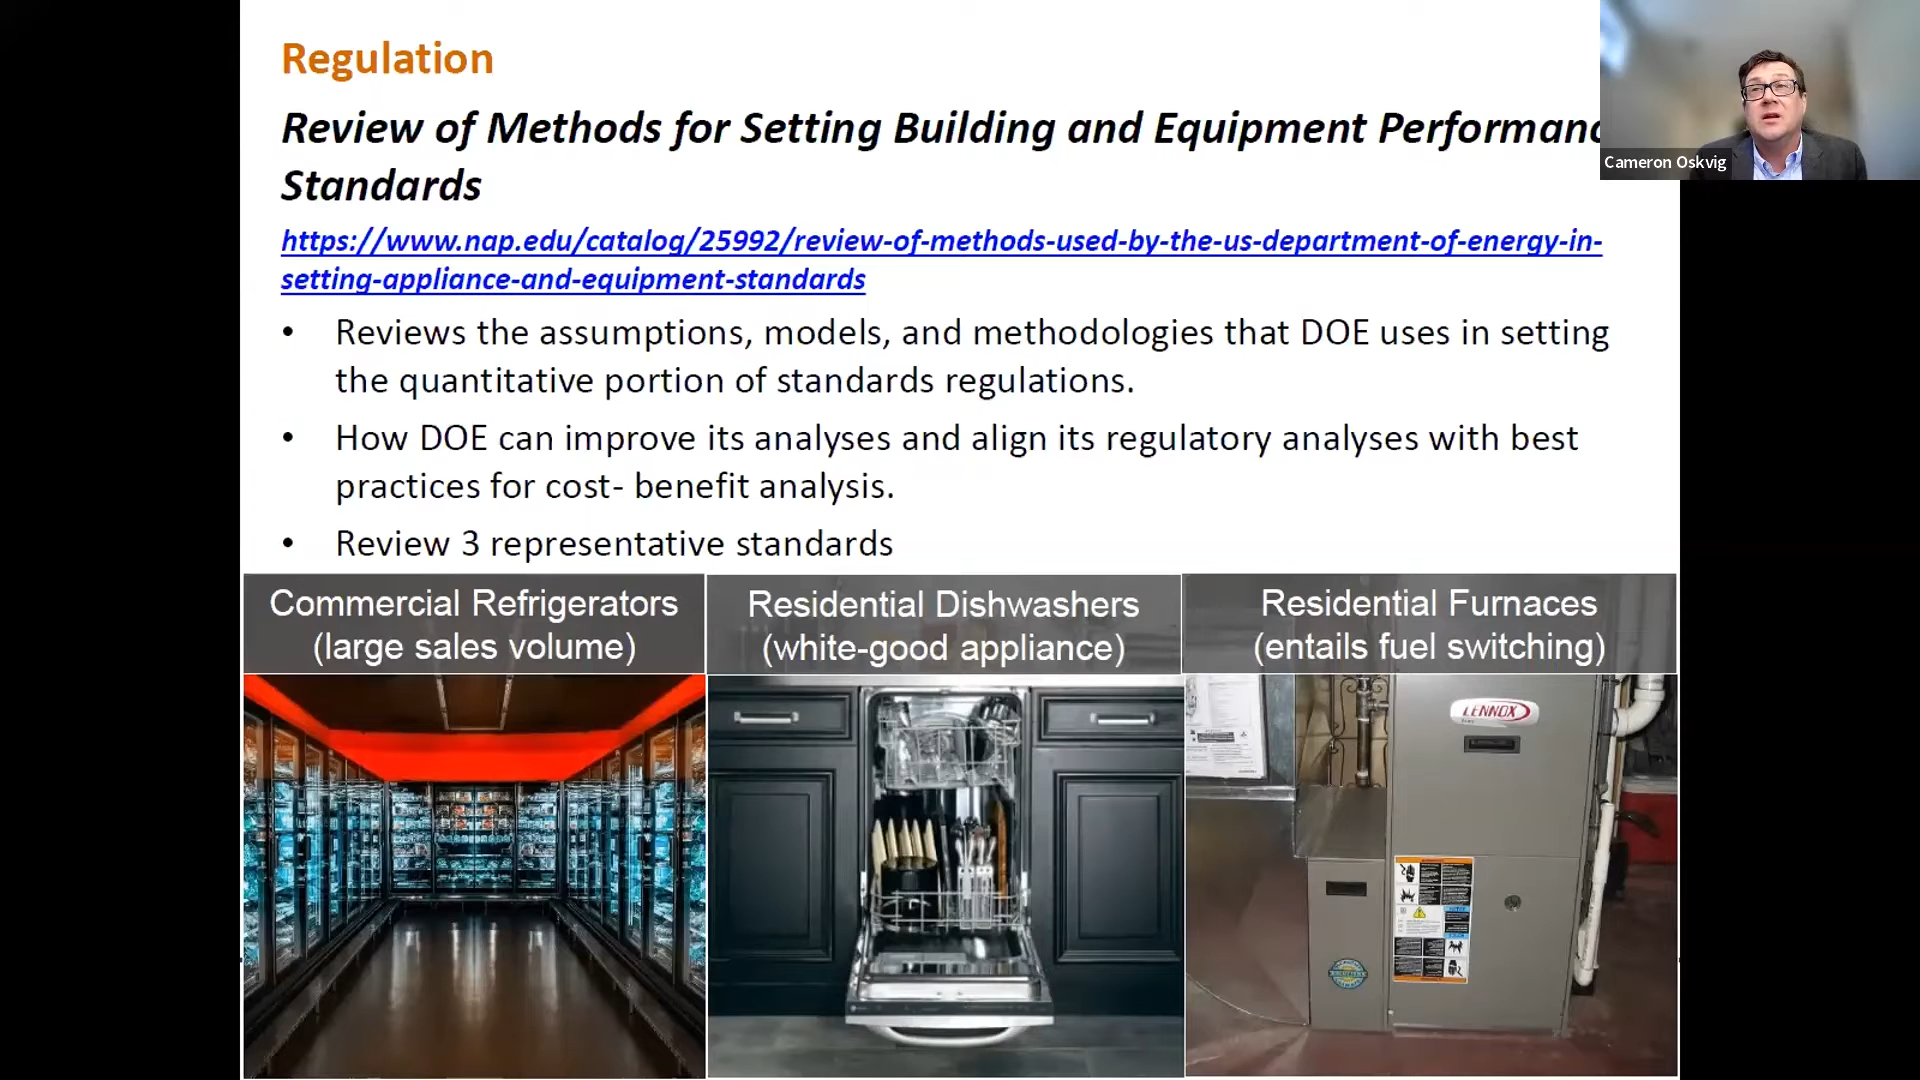 Regulation
Review of Methods for Setting Building and Equipment Performanc
Standards
https://www.nap.edu/catalog/25992/review-of-methods-used-by-the-us-department-of-energy-in-
setting-appliance-and-equipment-standards
• Reviews the assumptions, models, and methodologies that DOE uses in setting
the quantitative portion of standards regulations.
• How DOE can improve its analyses and align its regulatory analyses with best
practices for cost- benefit analysis.
• Review 3 representative standards
Commercial Refrigerators
(large sales volume)
Residential Dishwashers
(white-good appliance)
Residential Furnaces
(entails fuel switching)
LENNOX
Cameron Oskvig